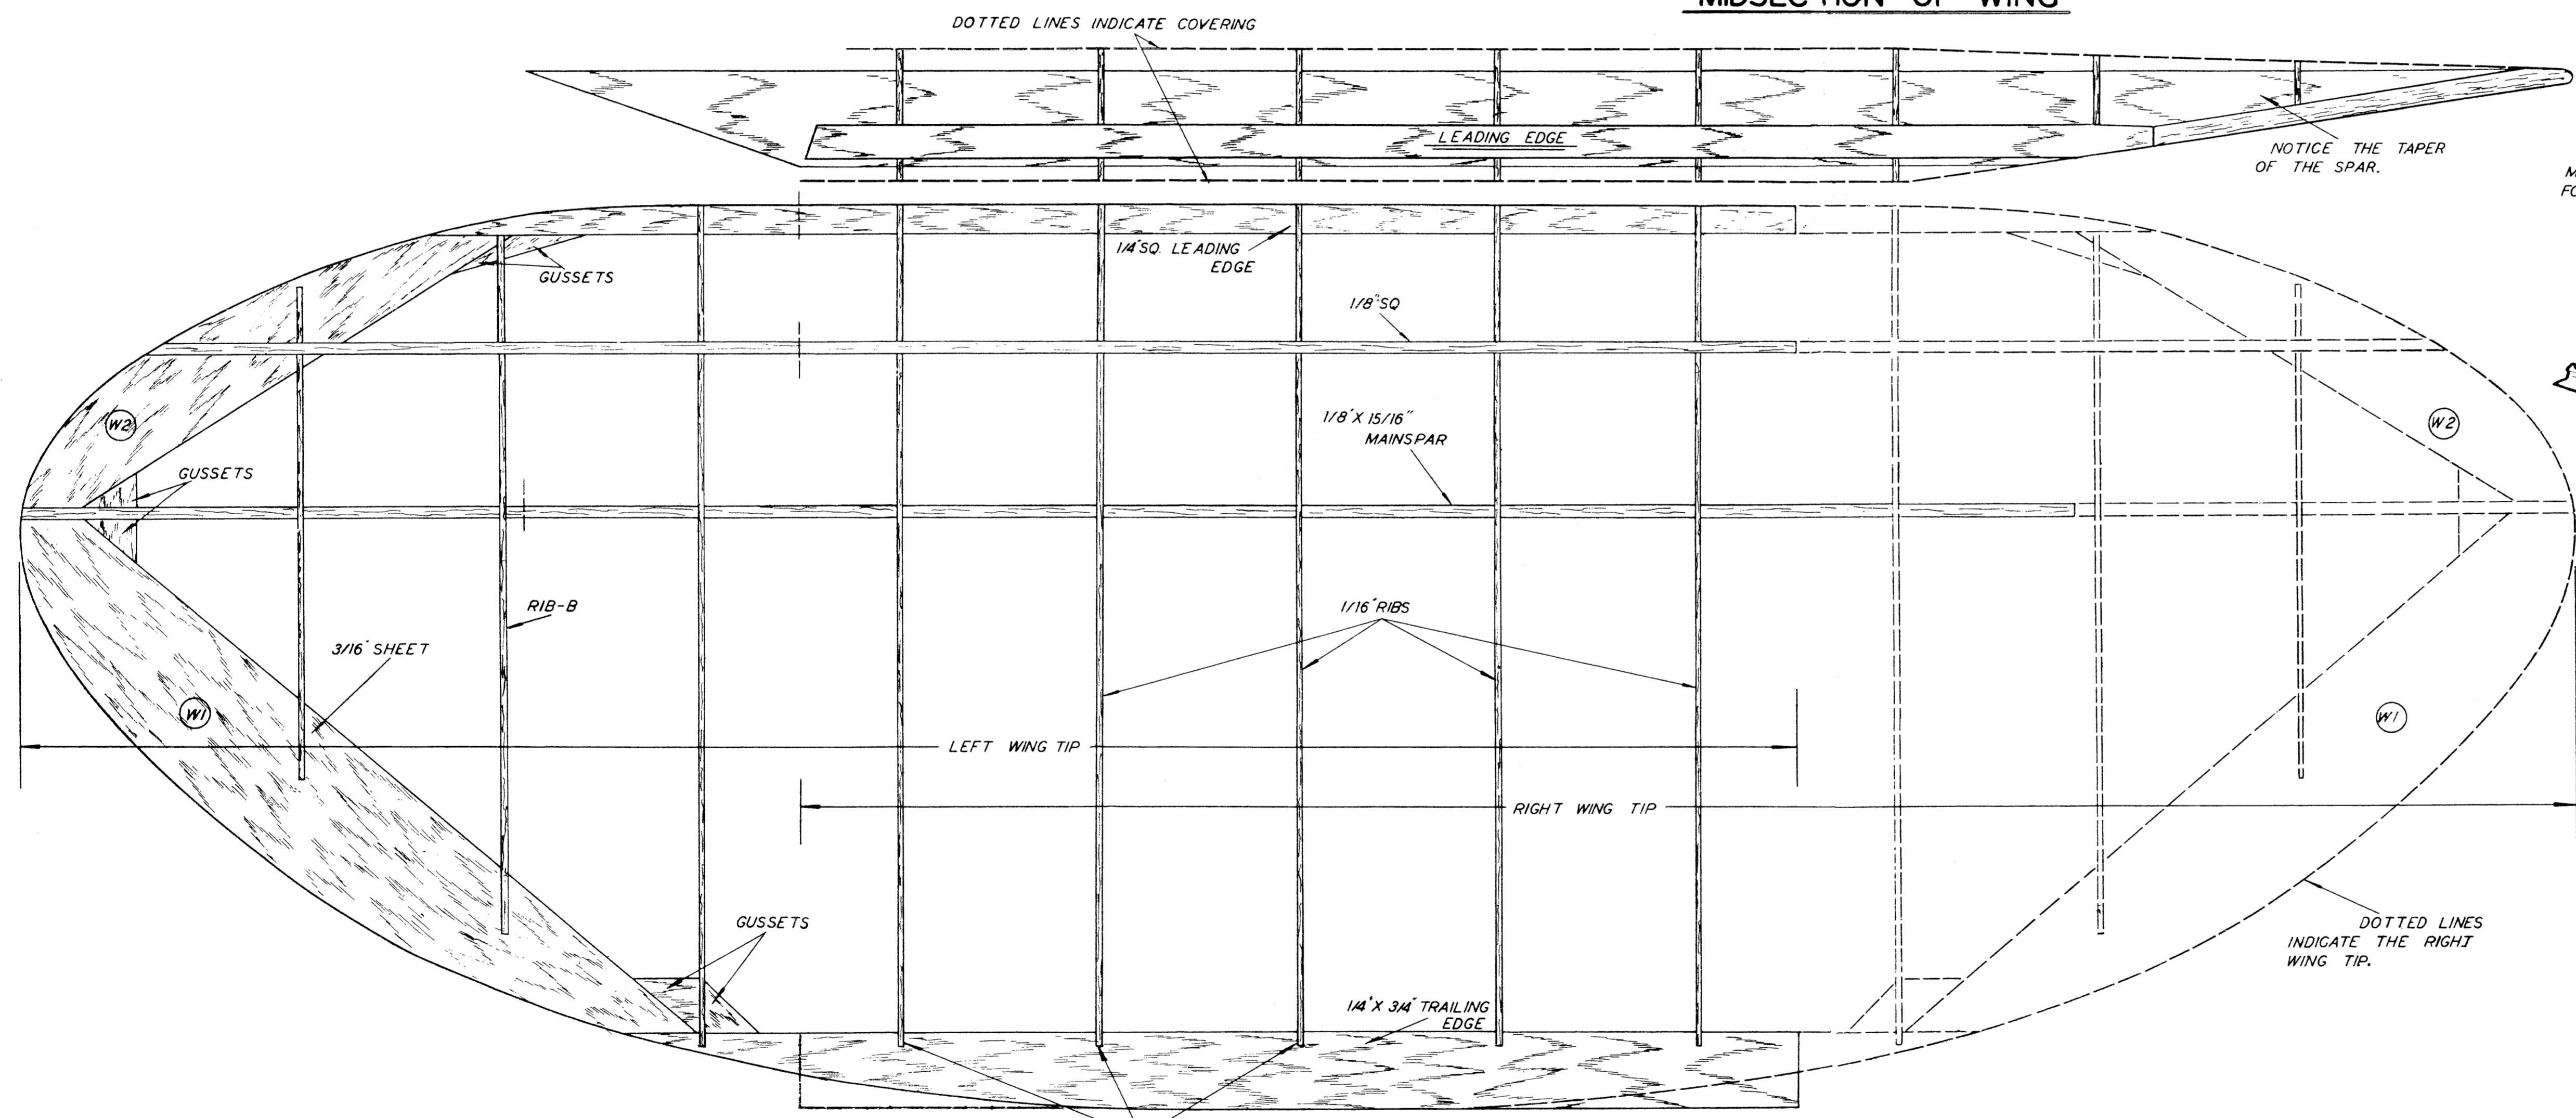 MIDSECTION OF WING
DOTTED LINES INDICATE COVERING
LEADING EDGE
NOTICE THE TAPER
OF THE SPAR.
1/4" SQ. LEADING
EDGE
GUSSETS
1/8" SQ
1/8" X 15/16"
MAINSPAR
W2
W2
GUSSETS
RIB-B
1/16" RIBS
3/16" SHEET
W1
W1
LEFT WING TIP
RIGHT WING TIP
GUSSETS
DOTTED LINES
INDICATE THE RIGHT
WING TIP.
1/4" X 3/4" TRAILING
EDGE